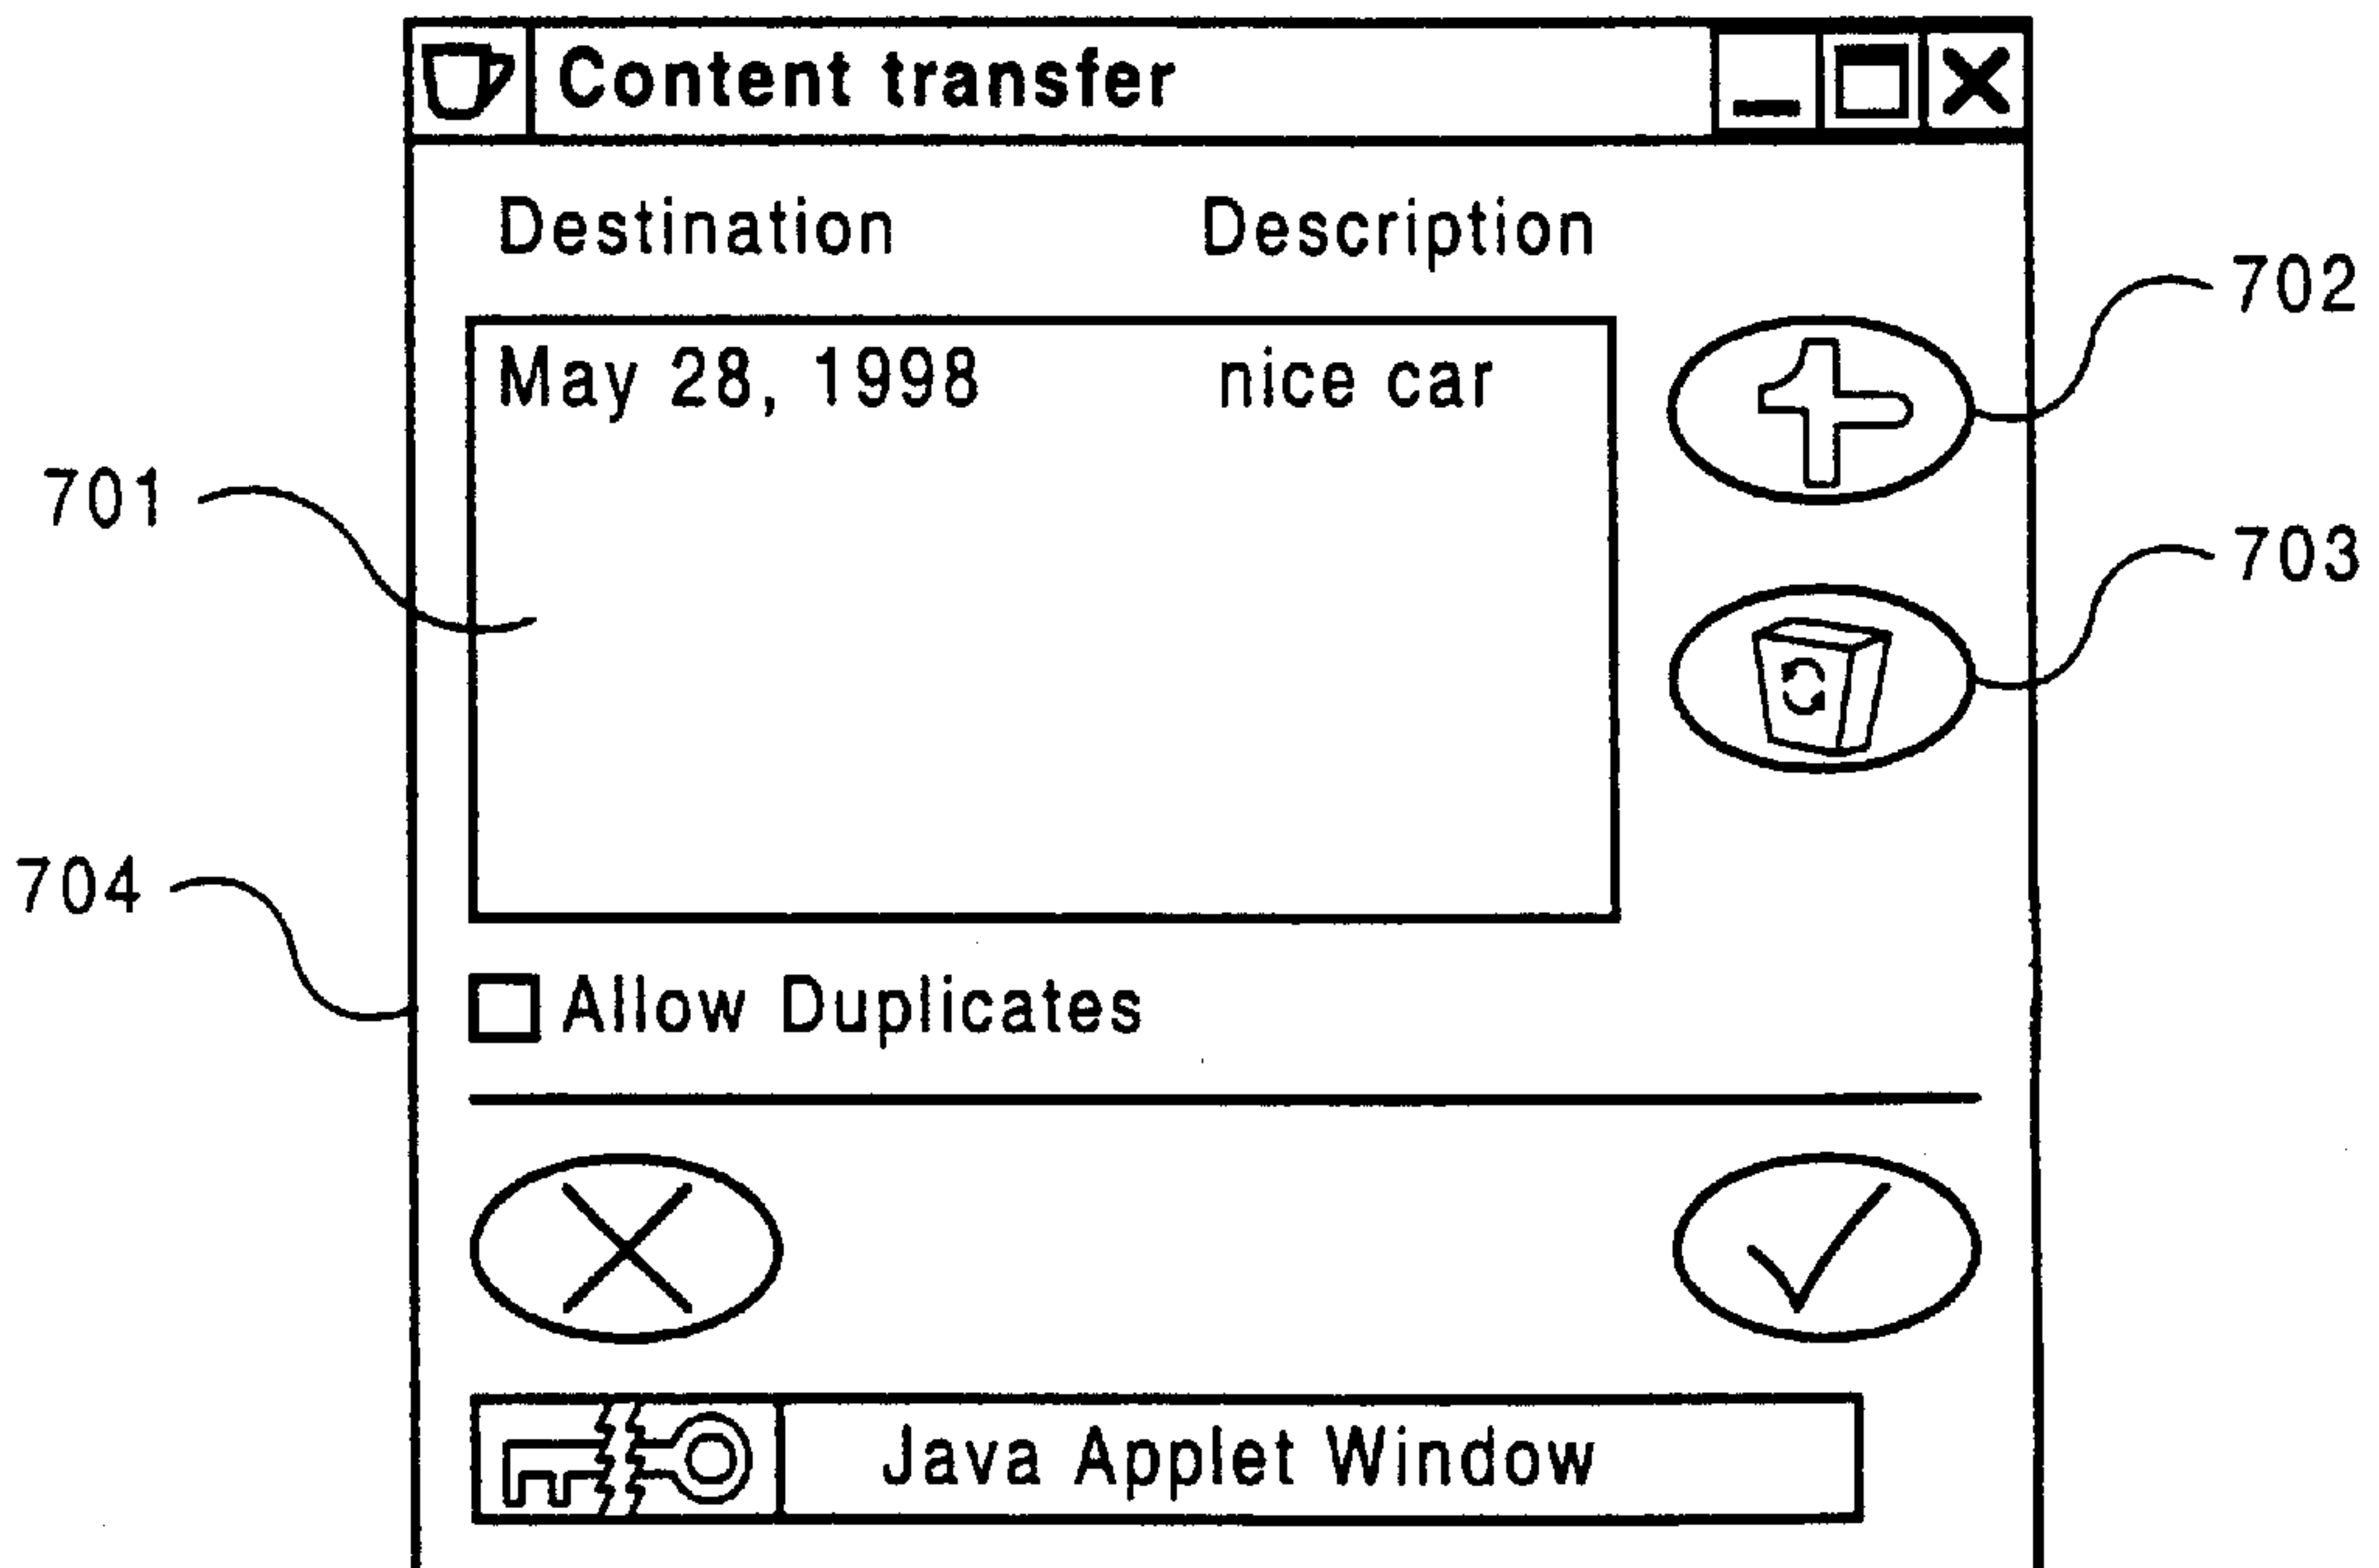 Content transfer
Destination Description
702
May 28, 1998 nice car
701
703
704
Allow Duplicates
Java Applet Window